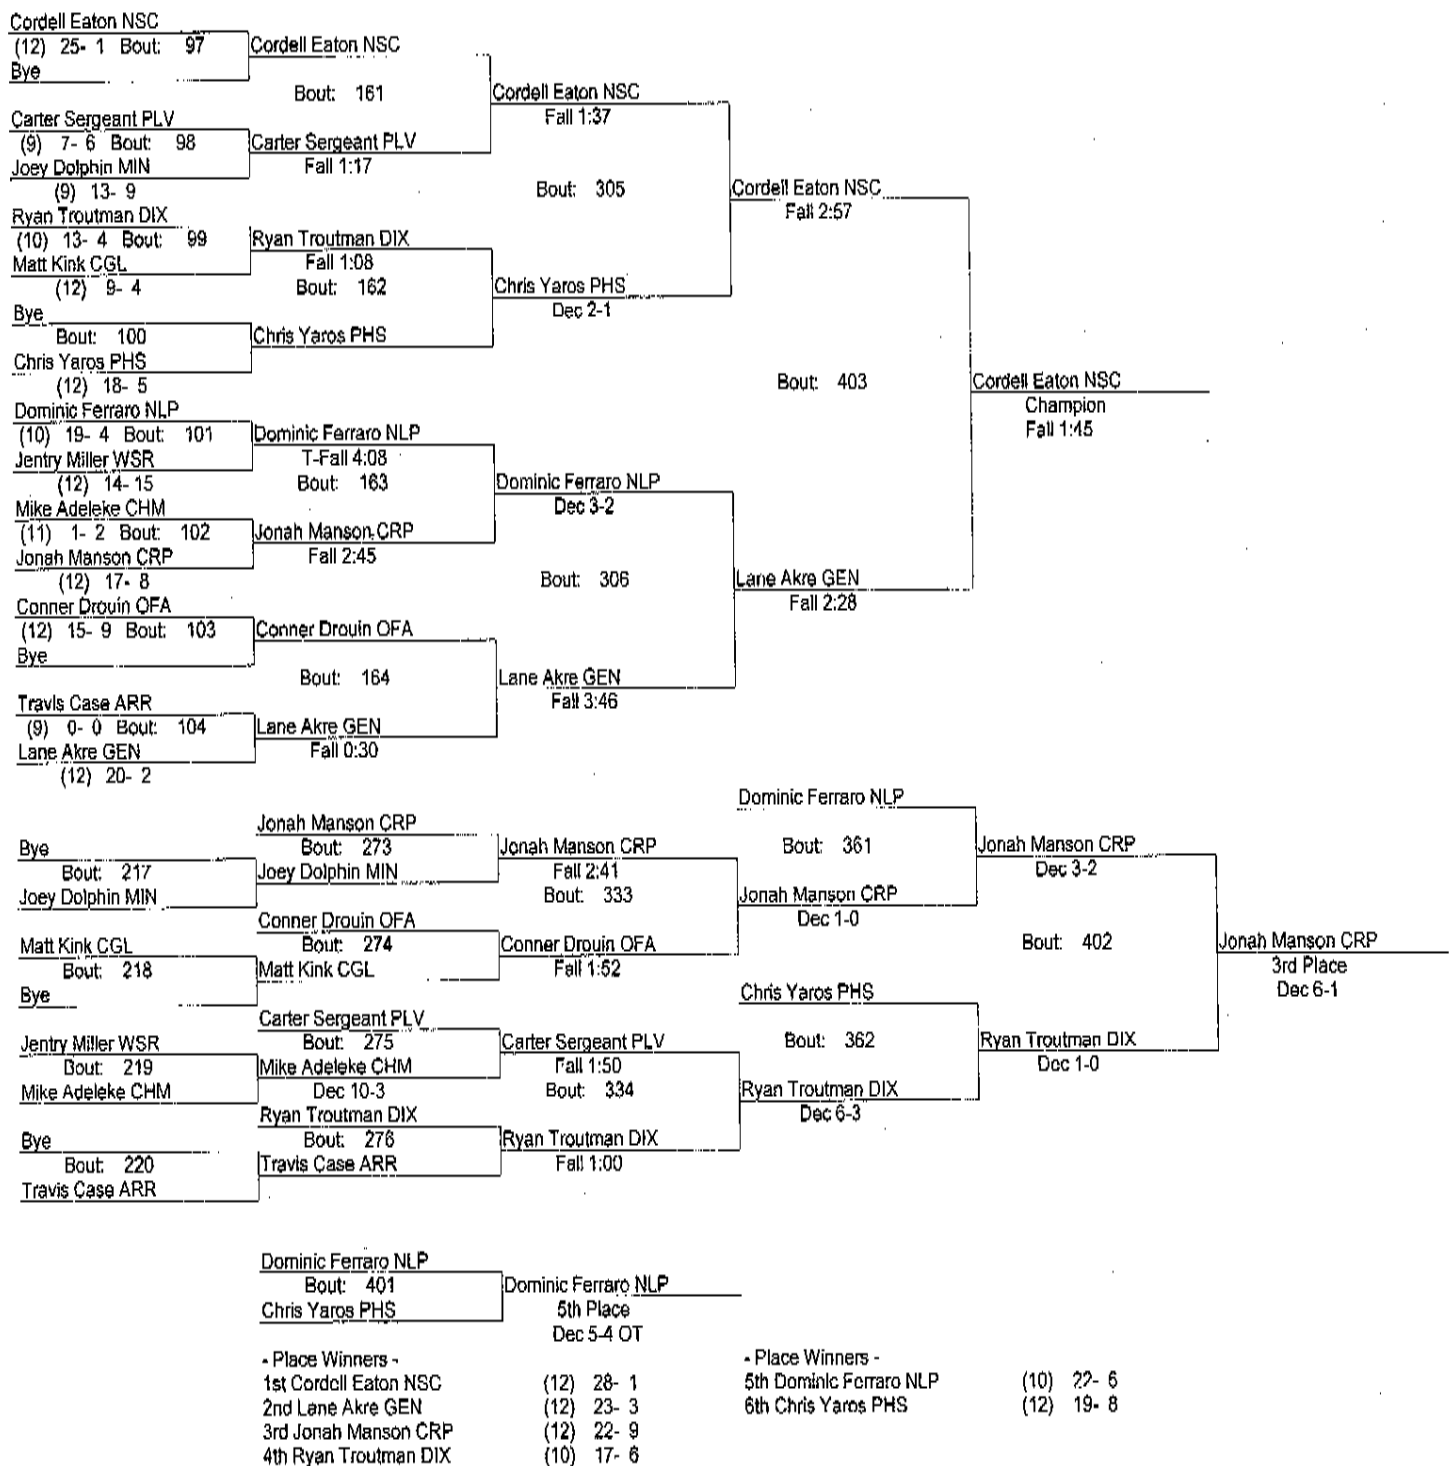 Cordell Eaton NSC
(12) 25- 1 Bout: 97
Bye
Cordell Eaton NSC
Bout: 161
Carter Sergeant PLV
(9) 7- 6 Bout: 98
Joey Dolphin MIN
(9) 13- 9
Carter Sergeant PLV
Fall 1:17
Cordell Eaton NSC
Fall 1:37
Bout: 305
Ryan Troutman DIX
(10) 13- 4 Bout: 99
Matt Kink CGL
(12) 9- 4
Ryan Troutman DIX
Fall 1:08
Bout: 162
Bye
Bout: 100
Chris Yaros PHS
(12) 18- 5
Chris Yaros PHS
Chris Yaros PHS
Dec 2-1
Cordell Eaton NSC
Fall 2:57
Bout: 403
Cordell Eaton NSC
Champion
Fall 1:45
Dominic Ferraro NLP
(10) 19- 4 Bout: 101
Jentry Miller WSR
(12) 14- 15
Dominic Ferraro NLP
T-Fall 4:08
Bout: 163
Mike Adeleke CHM
(11) 1- 2 Bout: 102
Jonah Manson CRP
(12) 17- 8
Jonah Manson CRP
Fall 2:45
Dominic Ferraro NLP
Dec 3-2
Bout: 306
Conner Drouin OFA
(12) 15- 9 Bout: 103
Bye
Conner Drouin OFA
Bout: 164
Travis Case ARR
(9) 0- 0 Bout: 104
Lane Akre GEN
(12) 20- 2
Lane Akre GEN
Fall 0:30
Lane Akre GEN
Fall 3:46
Lane Akre GEN
Fall 2:28
Bye
Bout: 217
Joey Dolphin MIN
Jonah Manson CRP
Bout: 273
Joey Dolphin MIN
Jonah Manson CRP
Fall 2:41
Bout: 333
Matt Kink CGL
Bout: 218
Bye
Conner Drouin OFA
Bout: 274
Matt Kink CGL
Conner Drouin OFA
Fall 1:52
Dominic Ferraro NLP
Bout: 361
Jonah Manson CRP
Dec 1-0
Jonah Manson CRP
Dec 3-2
Bout: 402
Jonah Manson CRP
3rd Place
Dec 6-1
Jentry Miller WSR
Bout: 219
Mike Adeleke CHM
Carter Sergeant PLV
Bout: 275
Mike Adeleke CHM
Dec 10-3
Carter Sergeant PLV
Fall 1:50
Bout: 334
Bye
Bout: 220
Travis Case ARR
Ryan Troutman DIX
Bout: 276
Travis Case ARR
Ryan Troutman DIX
Fall 1:00
Chris Yaros PHS
Bout: 362
Ryan Troutman DIX
Dec 6-3
Ryan Troutman DIX
Dec 1-0
Dominic Ferraro NLP
Bout: 401
Chris Yaros PHS
Dominic Ferraro NLP
5th Place
Dec 5-4 OT
- Place Winners -
1st Cordell Eaton NSC (12) 28- 1
2nd Lane Akre GEN (12) 23- 3
3rd Jonah Manson CRP (12) 22- 9
4th Ryan Troutman DIX (10) 17- 6
- Place Winners -
5th Dominic Ferraro NLP (10) 22- 6
6th Chris Yaros PHS (12) 19- 8